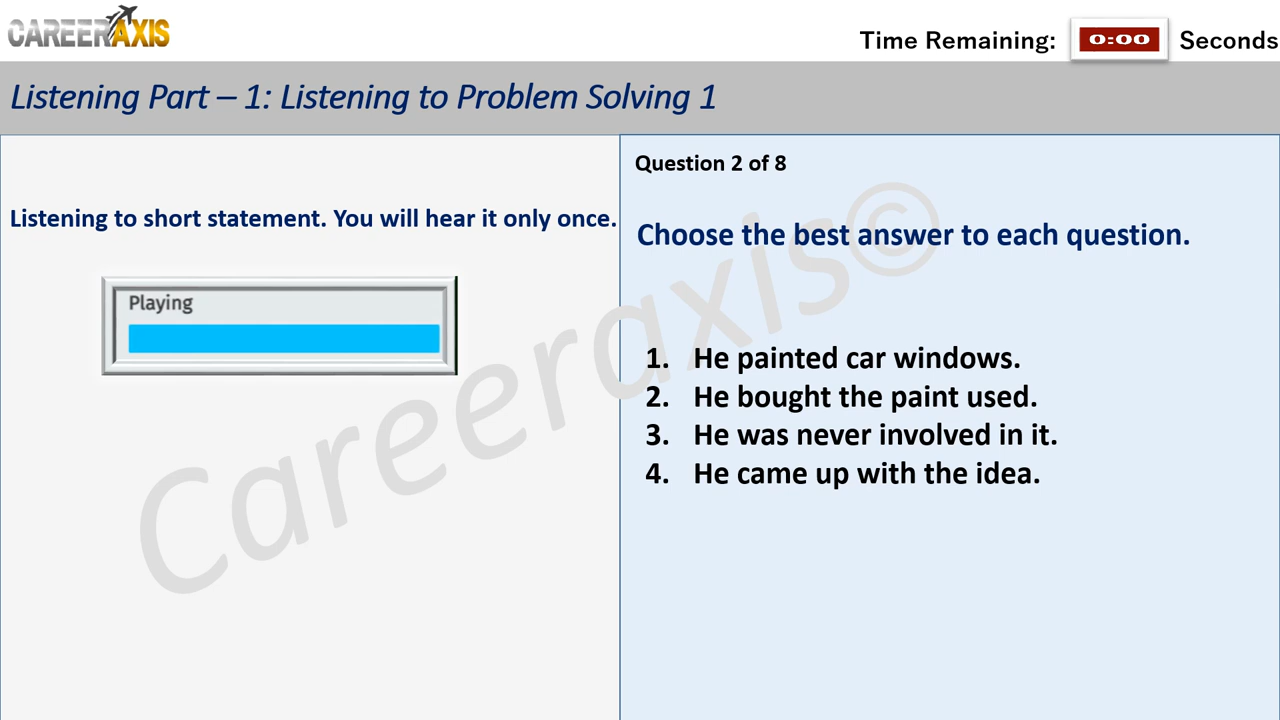 CAREERAXIS
Time Remaining: 0:00 Seconds
Listening Part – 1: Listening to Problem Solving 1
Listening to short statement. You will hear it only once.
Playing
Question 2 of 8
Choose the best answer to each question.
1. He painted car windows.
2. He bought the paint used.
3. He was never involved in it.
4. He came up with the idea.
Careeraxis©